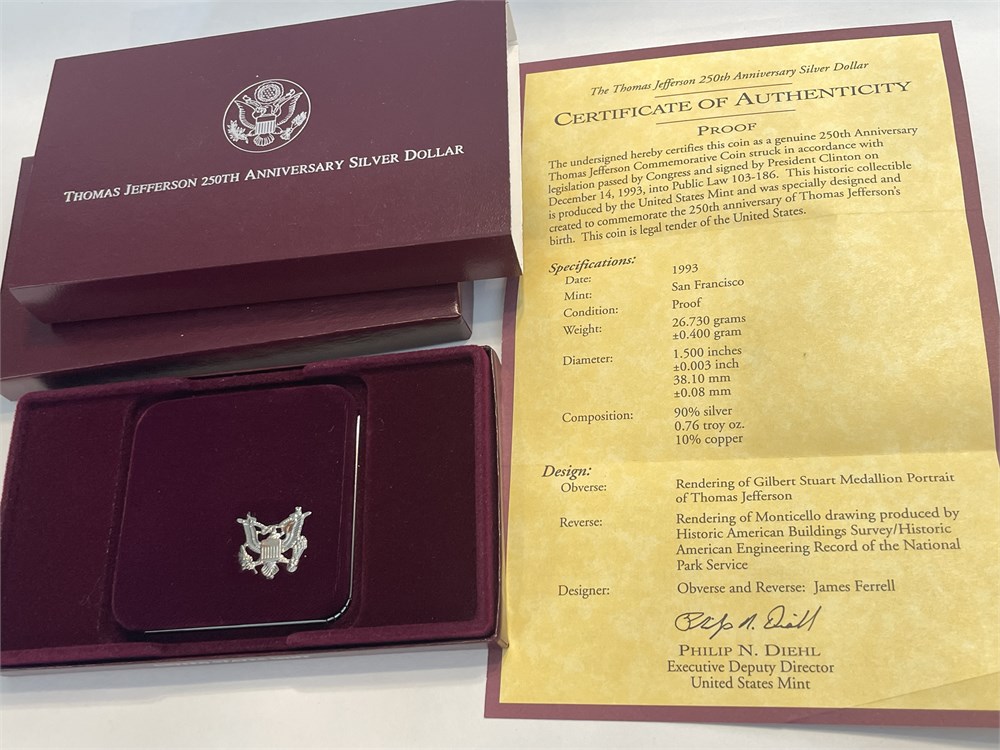 THOMAS JEFFERSON 250TH ANNIVERSARY SILVER DOLLAR
The Thomas Jefferson 250th Anniversary Silver Dollar
CERTIFICATE OF AUTHENTICITY
PROOF
The undersigned hereby certifies this coin as a genuine 250th Anniversary
Thomas Jefferson Commemorative Coin struck in accordance with
legislation passed by Congress and signed by President Clinton on
December 14, 1993, into Public Law 103-186. This historic collectible
is produced by the United States Mint and was specially designed and
created to commemorate the 250th anniversary of Thomas Jefferson's
birth. This coin is legal tender of the United States.
Specifications:
Date: 1993
Mint: San Francisco
Condition: Proof
Weight: 26.730 grams
±0.400 gram
Diameter: 1.500 inches
±0.003 inch
38.10 mm
±0.08 mm
Composition: 90% silver
0.76 troy oz.
10% copper
Design:
Obverse: Rendering of Gilbert Stuart Medallion Portrait
of Thomas Jefferson
Reverse: Rendering of Monticello drawing produced by
Historic American Buildings Survey/Historic
American Engineering Record of the National
Park Service
Designer: Obverse and Reverse: James Ferrell
Philip N. Diehl
PHILIP N. DIEHL
Executive Deputy Director
United States Mint